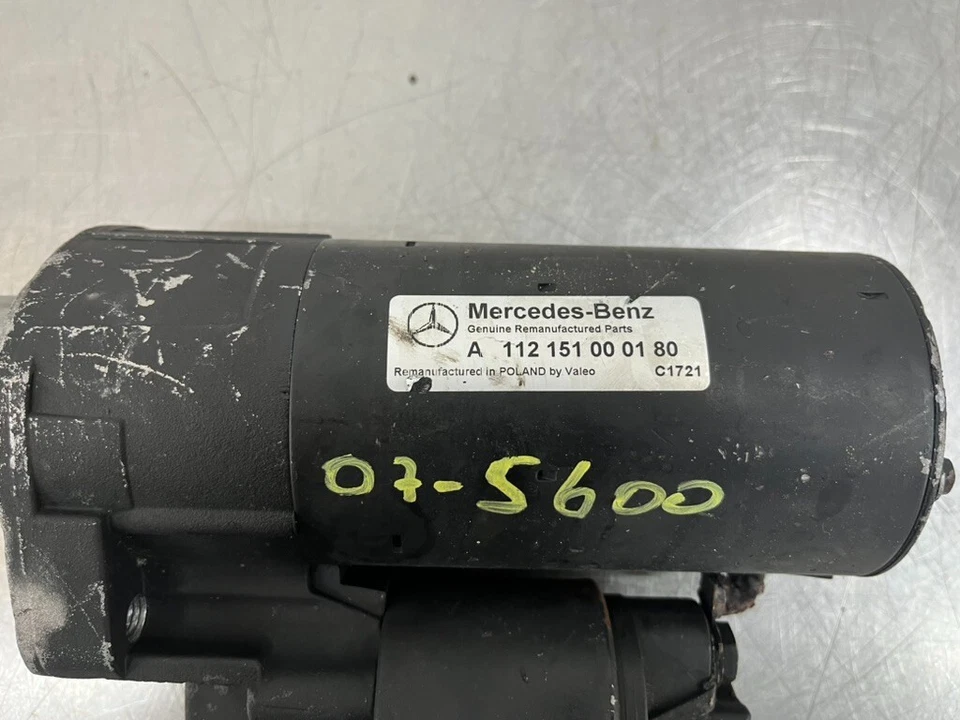 Mercedes-Benz
Genuine Remanufactured Parts
A 112 151 00 01 80
Remanufactured in POLAND by Valeo C1721
07-5600